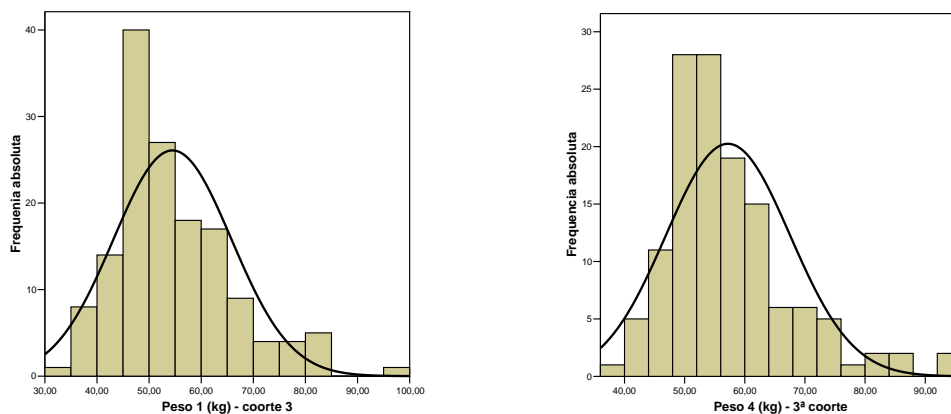 40
30
20
10
0
Frequenia absoluta
30,00 40,00 50,00 60,00 70,00 80,00 90,00 100,00
Peso 1 (kg) - coorte 3
30
25
20
15
10
5
0
Frequencia absoluta
40,00 50,00 60,00 70,00 80,00 90,00
Peso 4 (kg) - 3ª coorte